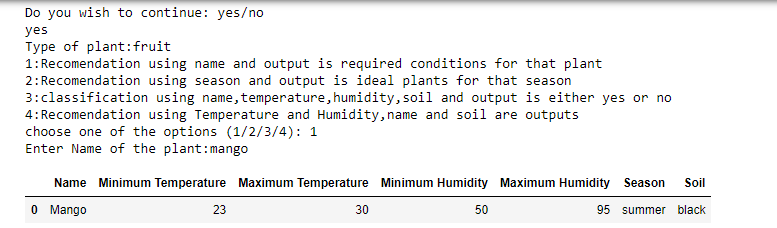 Do you wish to continue: yes/no
yes
Type of plant:fruit
1:Recomendation using name and output is required conditions for that plant
2:Recomendation using season and output is ideal plants for that season
3:classification using name,temperature,humidity,soil and output is either yes or no
4:Recomendation using Temperature and Humidity,name and soil are outputs
choose one of the options (1/2/3/4): 1
Enter Name of the plant:mango
Name Minimum Temperature Maximum Temperature Minimum Humidity Maximum Humidity Season Soil
0 Mango 23 30 50 95 summer black